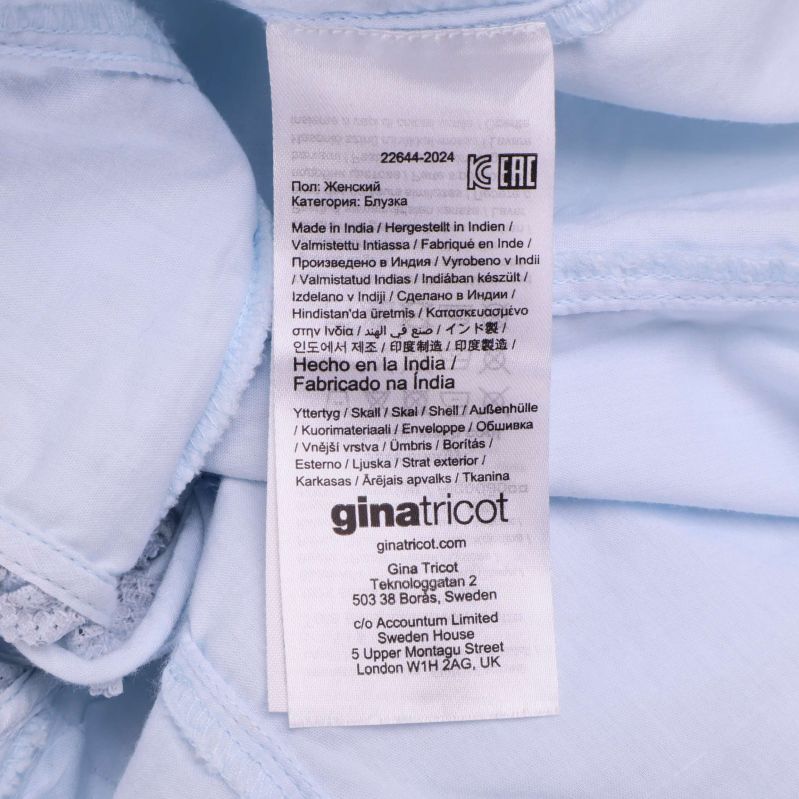 22644-2024
EAC
Пол: Женский
Категория: Блузка
Made in India / Hergestellt in Indien /
Valmistettu Intiassa / Fabriqué en Inde /
Произведено в Индия / Vyrobeno v Indii
/ Valmistatud Indias / Indiában készült /
Izdelano v Indiji / Сделано в Индии /
Hindistan'da üretmis / Κατασκευασμένο
στην Ινδία / صنع في الهند / インド製 /
인도에서 제조 / 印度制造 / 印度製造 /
Hecho en la India /
Fabricado na Índia
Yttertyg / Skall / Skal / Shell / Außenhülle
/ Kuorimateriaali / Enveloppe / Обшивка
/ Vnější vrstva / Ümbris / Borítás /
Esterno / Ljuska / Strat exterior /
Karkasas / Ārējais apvalks / Tkanina
ginatricot
ginatricot.com
Gina Tricot
Teknologgatan 2
503 38 Borås, Sweden
c/o Accountum Limited
Sweden House
5 Upper Montagu Street
London W1H 2AG, UK